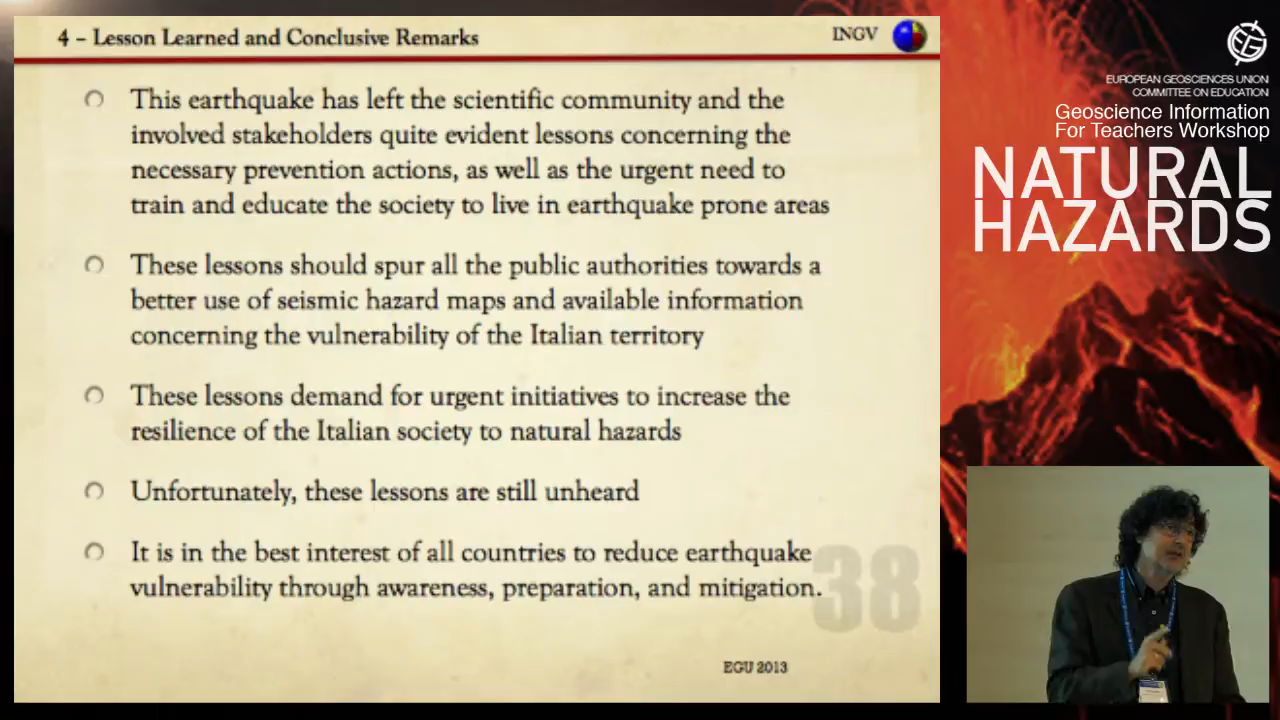 4 – Lesson Learned and Conclusive Remarks
INGV
This earthquake has left the scientific community and the
involved stakeholders quite evident lessons concerning the
necessary prevention actions, as well as the urgent need to
train and educate the society to live in earthquake prone areas
These lessons should spur all the public authorities towards a
better use of seismic hazard maps and available information
concerning the vulnerability of the Italian territory
These lessons demand for urgent initiatives to increase the
resilience of the Italian society to natural hazards
Unfortunately, these lessons are still unheard
It is in the best interest of all countries to reduce earthquake
vulnerability through awareness, preparation, and mitigation.
38
EGU 2013
EUROPEAN GEOSCIENCES UNION
COMMITTEE ON EDUCATION
Geoscience Information
For Teachers Workshop
NATURAL
HAZARDS